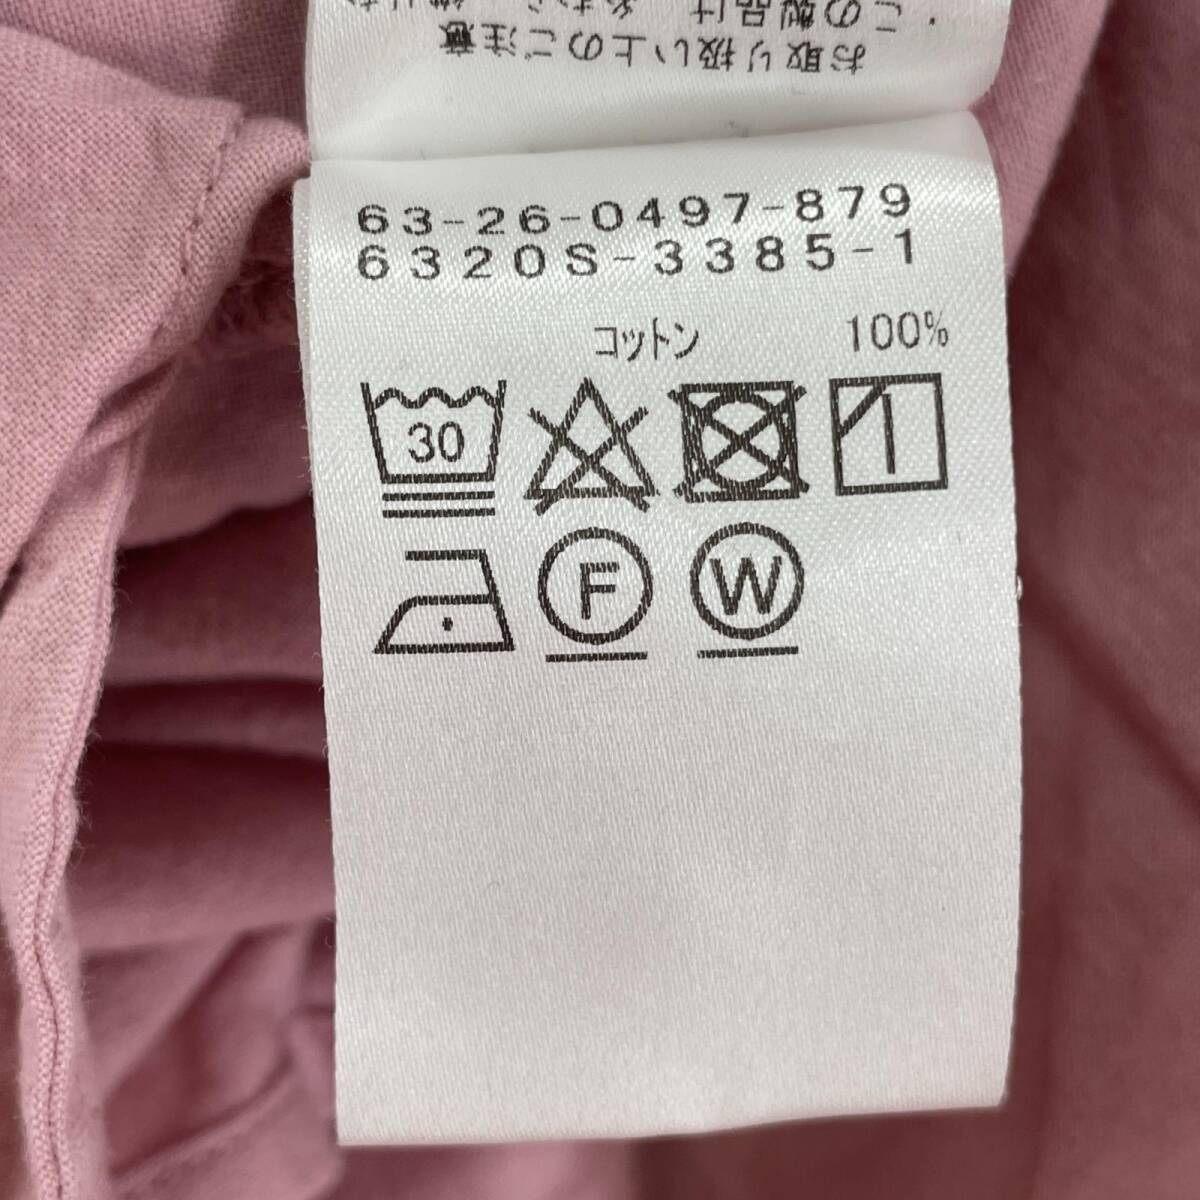 お取り扱い上のご注意
63-26-0497-879
6320S-3385-1
コットン 100%
30
F
W